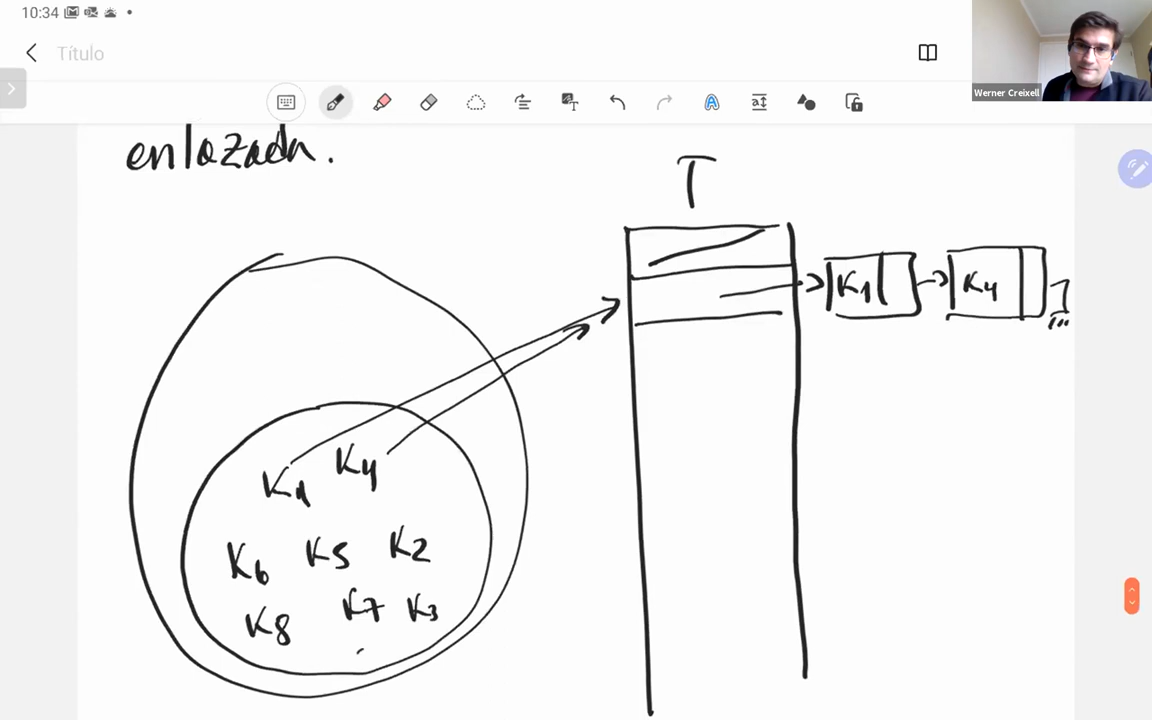 10:34
Título
Werner Creixell
enlazada.
T
K1 K4
K1 K4
K6 K5 K2
K8 K7 K3